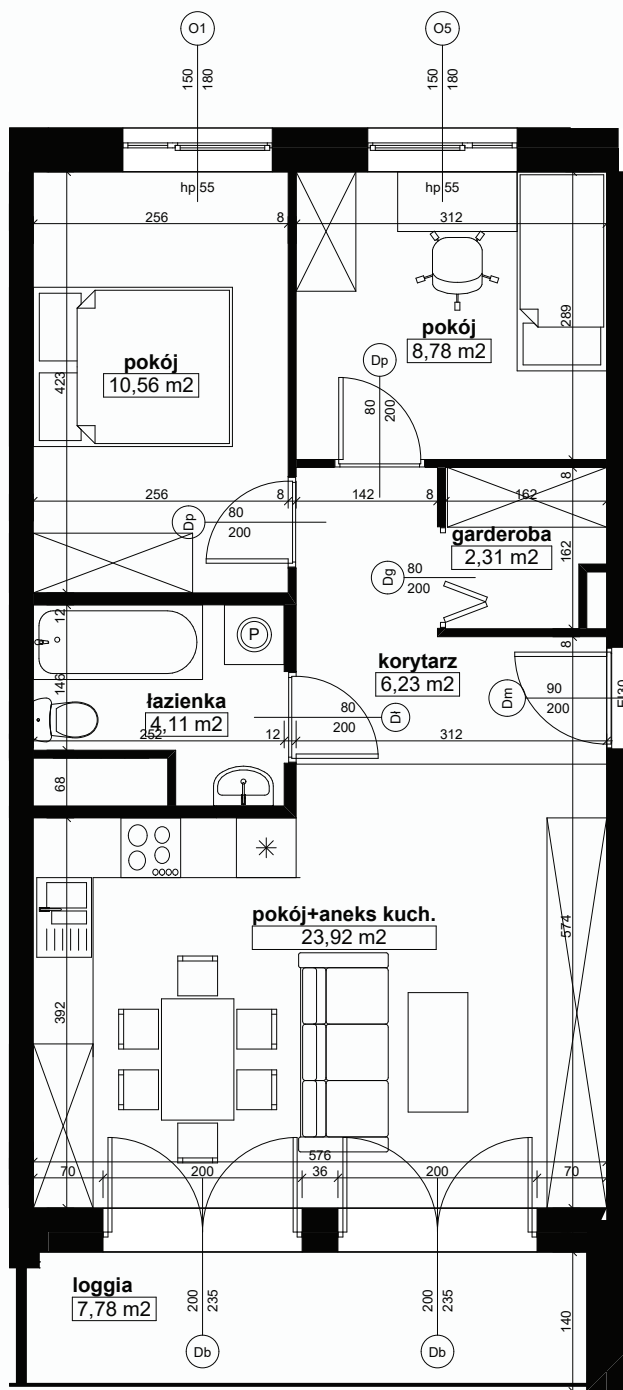 O1
O5
150
180
150
180
hp 55
hp 55
256
8
312
423
289
pokój
10,56 m2
pokój
8,78 m2
Dp
80
200
256
8
142
8
162
8
Dp
80
200
garderoba
2,31 m2
162
Dg
80
200
12
P
8
korytarz
6,23 m2
146
łazienka
4,11 m2
Dm
90
200
EI30
80
200
Dł
252
12
312
68
pokój+aneks kuch.
23,92 m2
574
392
576
70
200
36
200
70
loggia
7,78 m2
200
235
200
235
140
Db
Db